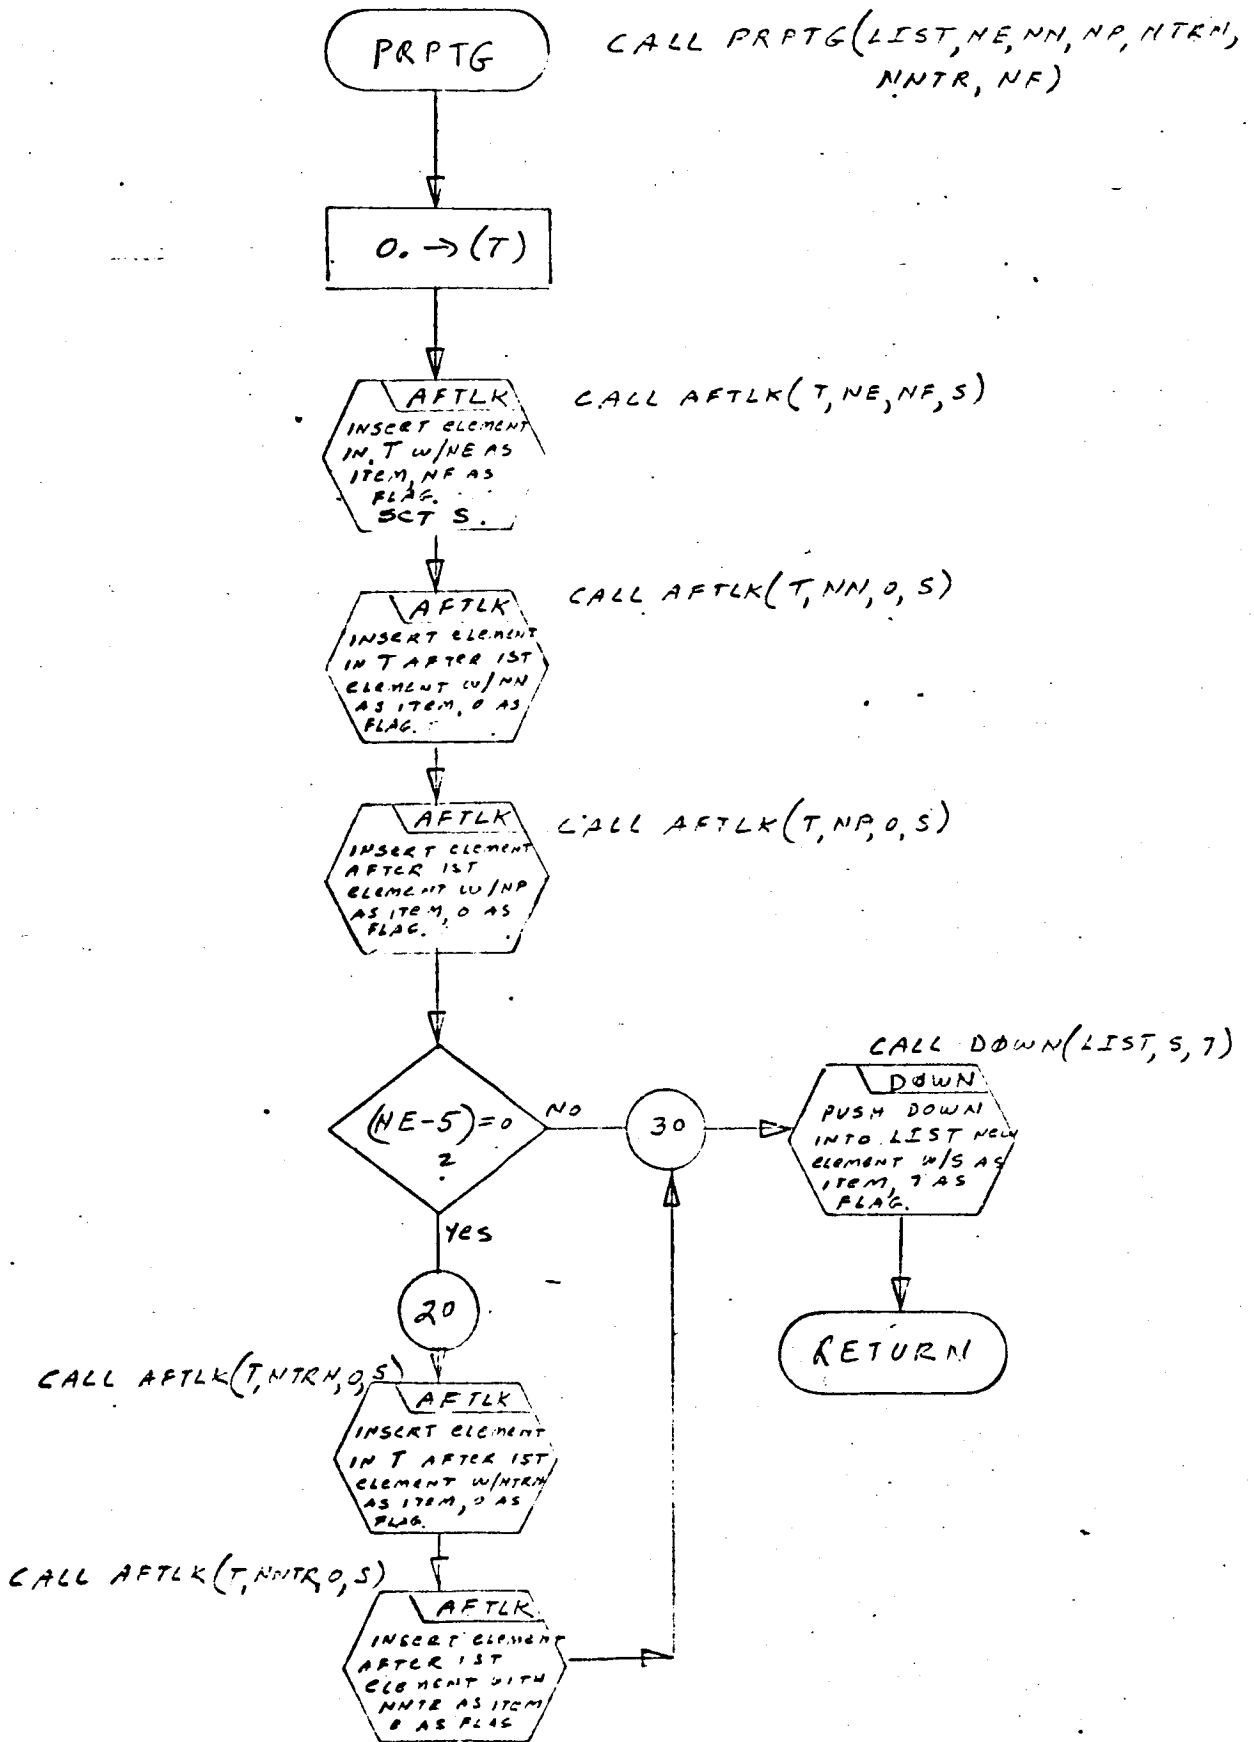 PRPTG
CALL PRPTG(LIST,NE,NN,NP,NTRN,
NNTR, NF)
0. → (T)
AFTLK
CALL AFTLK(T,NE,NF,S)
INSERT ELEMENT
IN T W/NE AS
ITEM, NF AS
FLAG.
SET S.
AFTLK
CALL AFTLK(T,NN,0,S)
INSERT ELEMENT
IN T AFTER 1ST
ELEMENT W/NN
AS ITEM, 0 AS
FLAG.
AFTLK
CALL AFTLK(T,NP,0,S)
INSERT ELEMENT
AFTER 1ST
ELEMENT W/NP
AS ITEM, 0 AS
FLAG.
(NE-5)=0
?
NO
30
CALL DØWN(LIST,S,7)
DØWN
PUSH DOWN
INTO LIST NEW
ELEMENT W/S AS
ITEM, 7 AS
FLAG.
RETURN
YES
20
CALL AFTLK(T,NTRN,0,S)
AFTLK
INSERT ELEMENT
IN T AFTER 1ST
ELEMENT W/NTRN
AS ITEM, 0 AS
FLAG.
CALL AFTLK(T,NNTR,0,S)
AFTLK
INSERT ELEMENT
AFTER 1ST
ELEMENT WITH
NNTR AS ITEM
0 AS FLAG